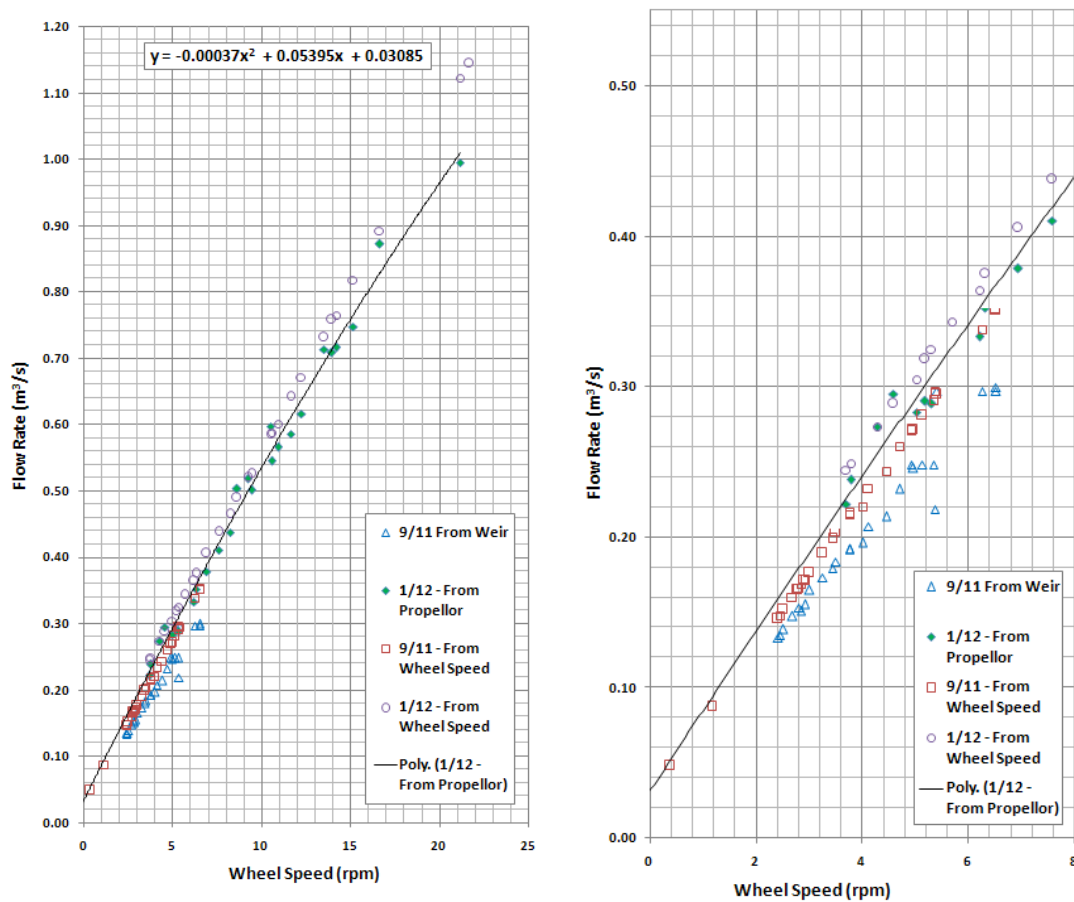 y = -0.00037x² + 0.05395x + 0.03085
1.20
1.10
1.00
0.90
0.80
0.70
0.60
0.50
0.40
0.30
0.20
0.10
0.00
Flow Rate (m³/s)
0
5
10
15
20
25
Wheel Speed (rpm)
9/11 From Weir
1/12 - From
Propellor
9/11 - From
Wheel Speed
1/12 - From
Wheel Speed
Poly. (1/12 -
From Propellor)
0.50
0.40
0.30
0.20
0.10
0.00
Flow Rate (m³/s)
0
2
4
6
8
Wheel Speed (rpm)
9/11 From Weir
1/12 - From
Propellor
9/11 - From
Wheel Speed
1/12 - From
Wheel Speed
Poly. (1/12 -
From Propellor)